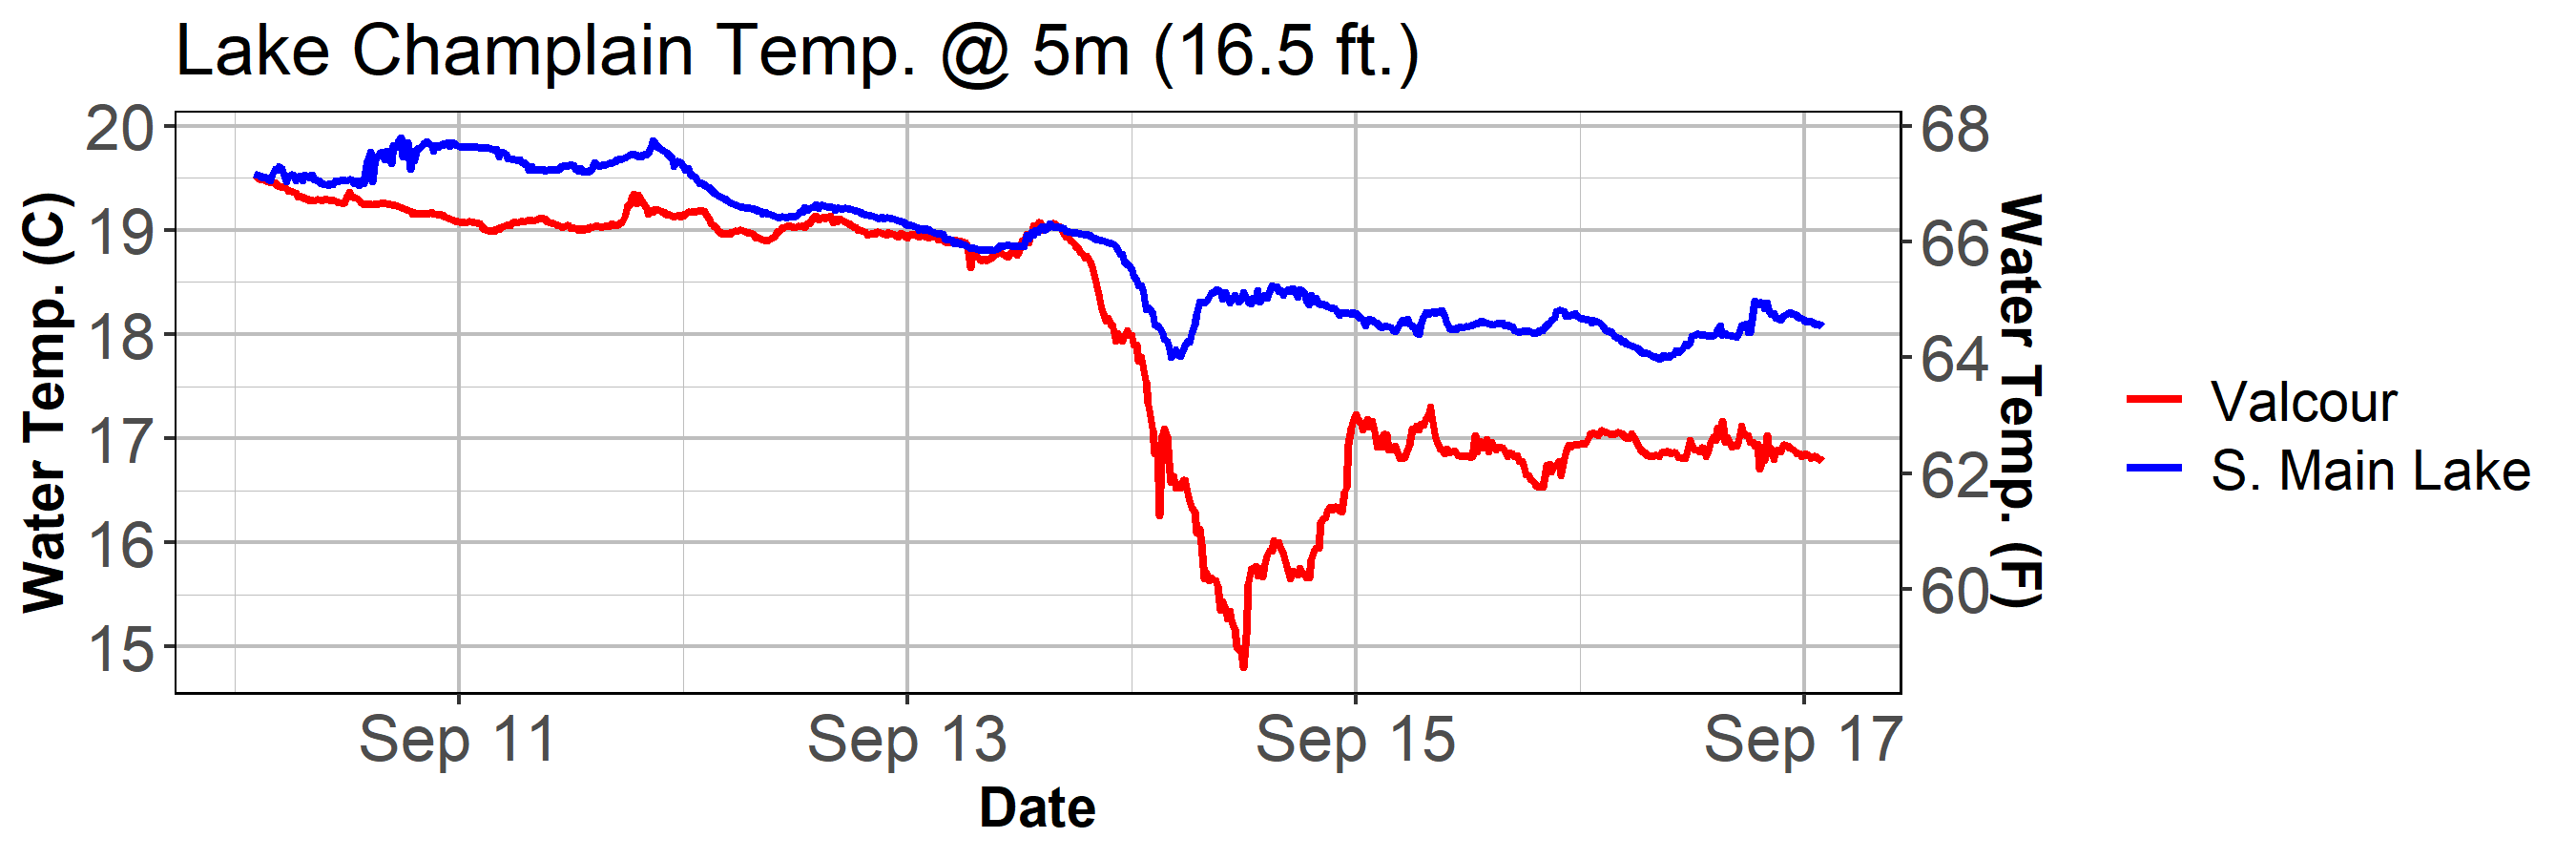 Lake Champlain Temp. @ 5m (16.5 ft.)
Water Temp. (C)
20
19
18
17
16
15
68
66
64
62
60
Water Temp. (F)
Sep 11
Sep 13
Sep 15
Sep 17
Date
Valcour
S. Main Lake